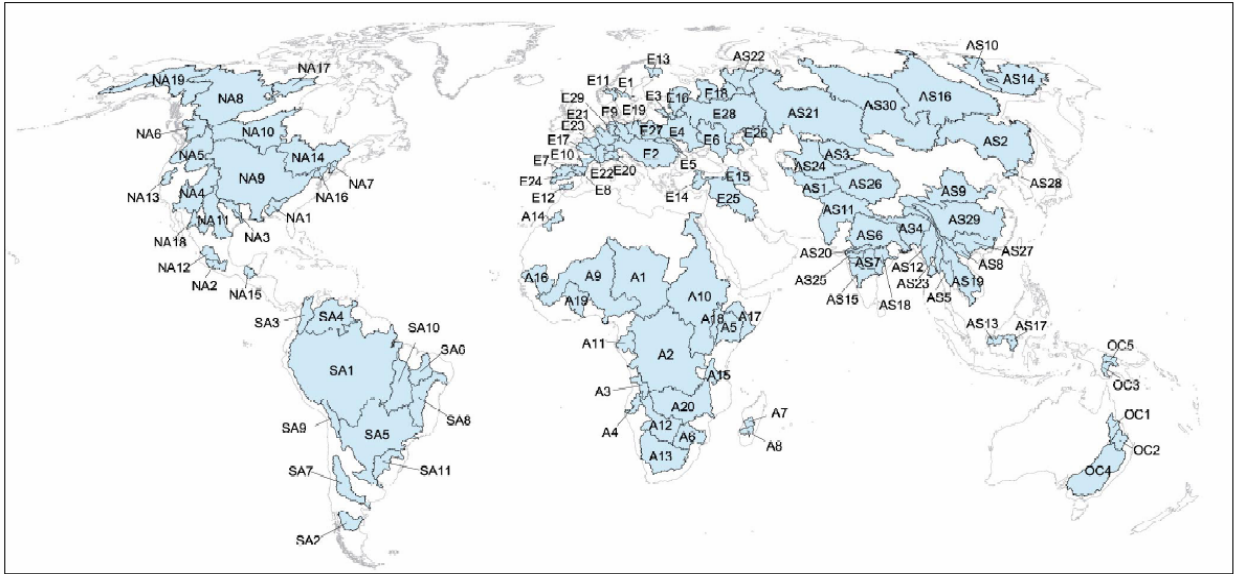 NA19
NA17
NA8
NA6
NA10
NA5
NA14
NA9
NA7
NA13
NA4
NA16
NA1
NA11
NA18
NA3
NA12
NA2
NA15
SA3
SA4
SA10
SA6
SA1
SA9
SA5
SA8
SA7
SA11
SA2
E13
E11
E1
E29
E3
E16
E18
E21
E9
E19
E28
E23
E17
E27
E4
E6
E26
E10
E7
E2
E5
E24
E22
E20
E15
E12
E8
E14
E25
A14
A16
A9
A1
A10
A19
A18
A17
A5
A11
A2
A3
A15
A20
A4
A12
A6
A7
A8
A13
AS22
AS10
AS14
AS21
AS30
AS16
AS2
AS3
AS24
AS28
AS1
AS26
AS9
AS11
AS29
AS6
A34
AS20
AS27
AS7
AS12
AS8
AS25
AS23
AS19
AS15
AS18
AS5
AS13
AS17
OC5
OC3
OC1
OC2
OC4